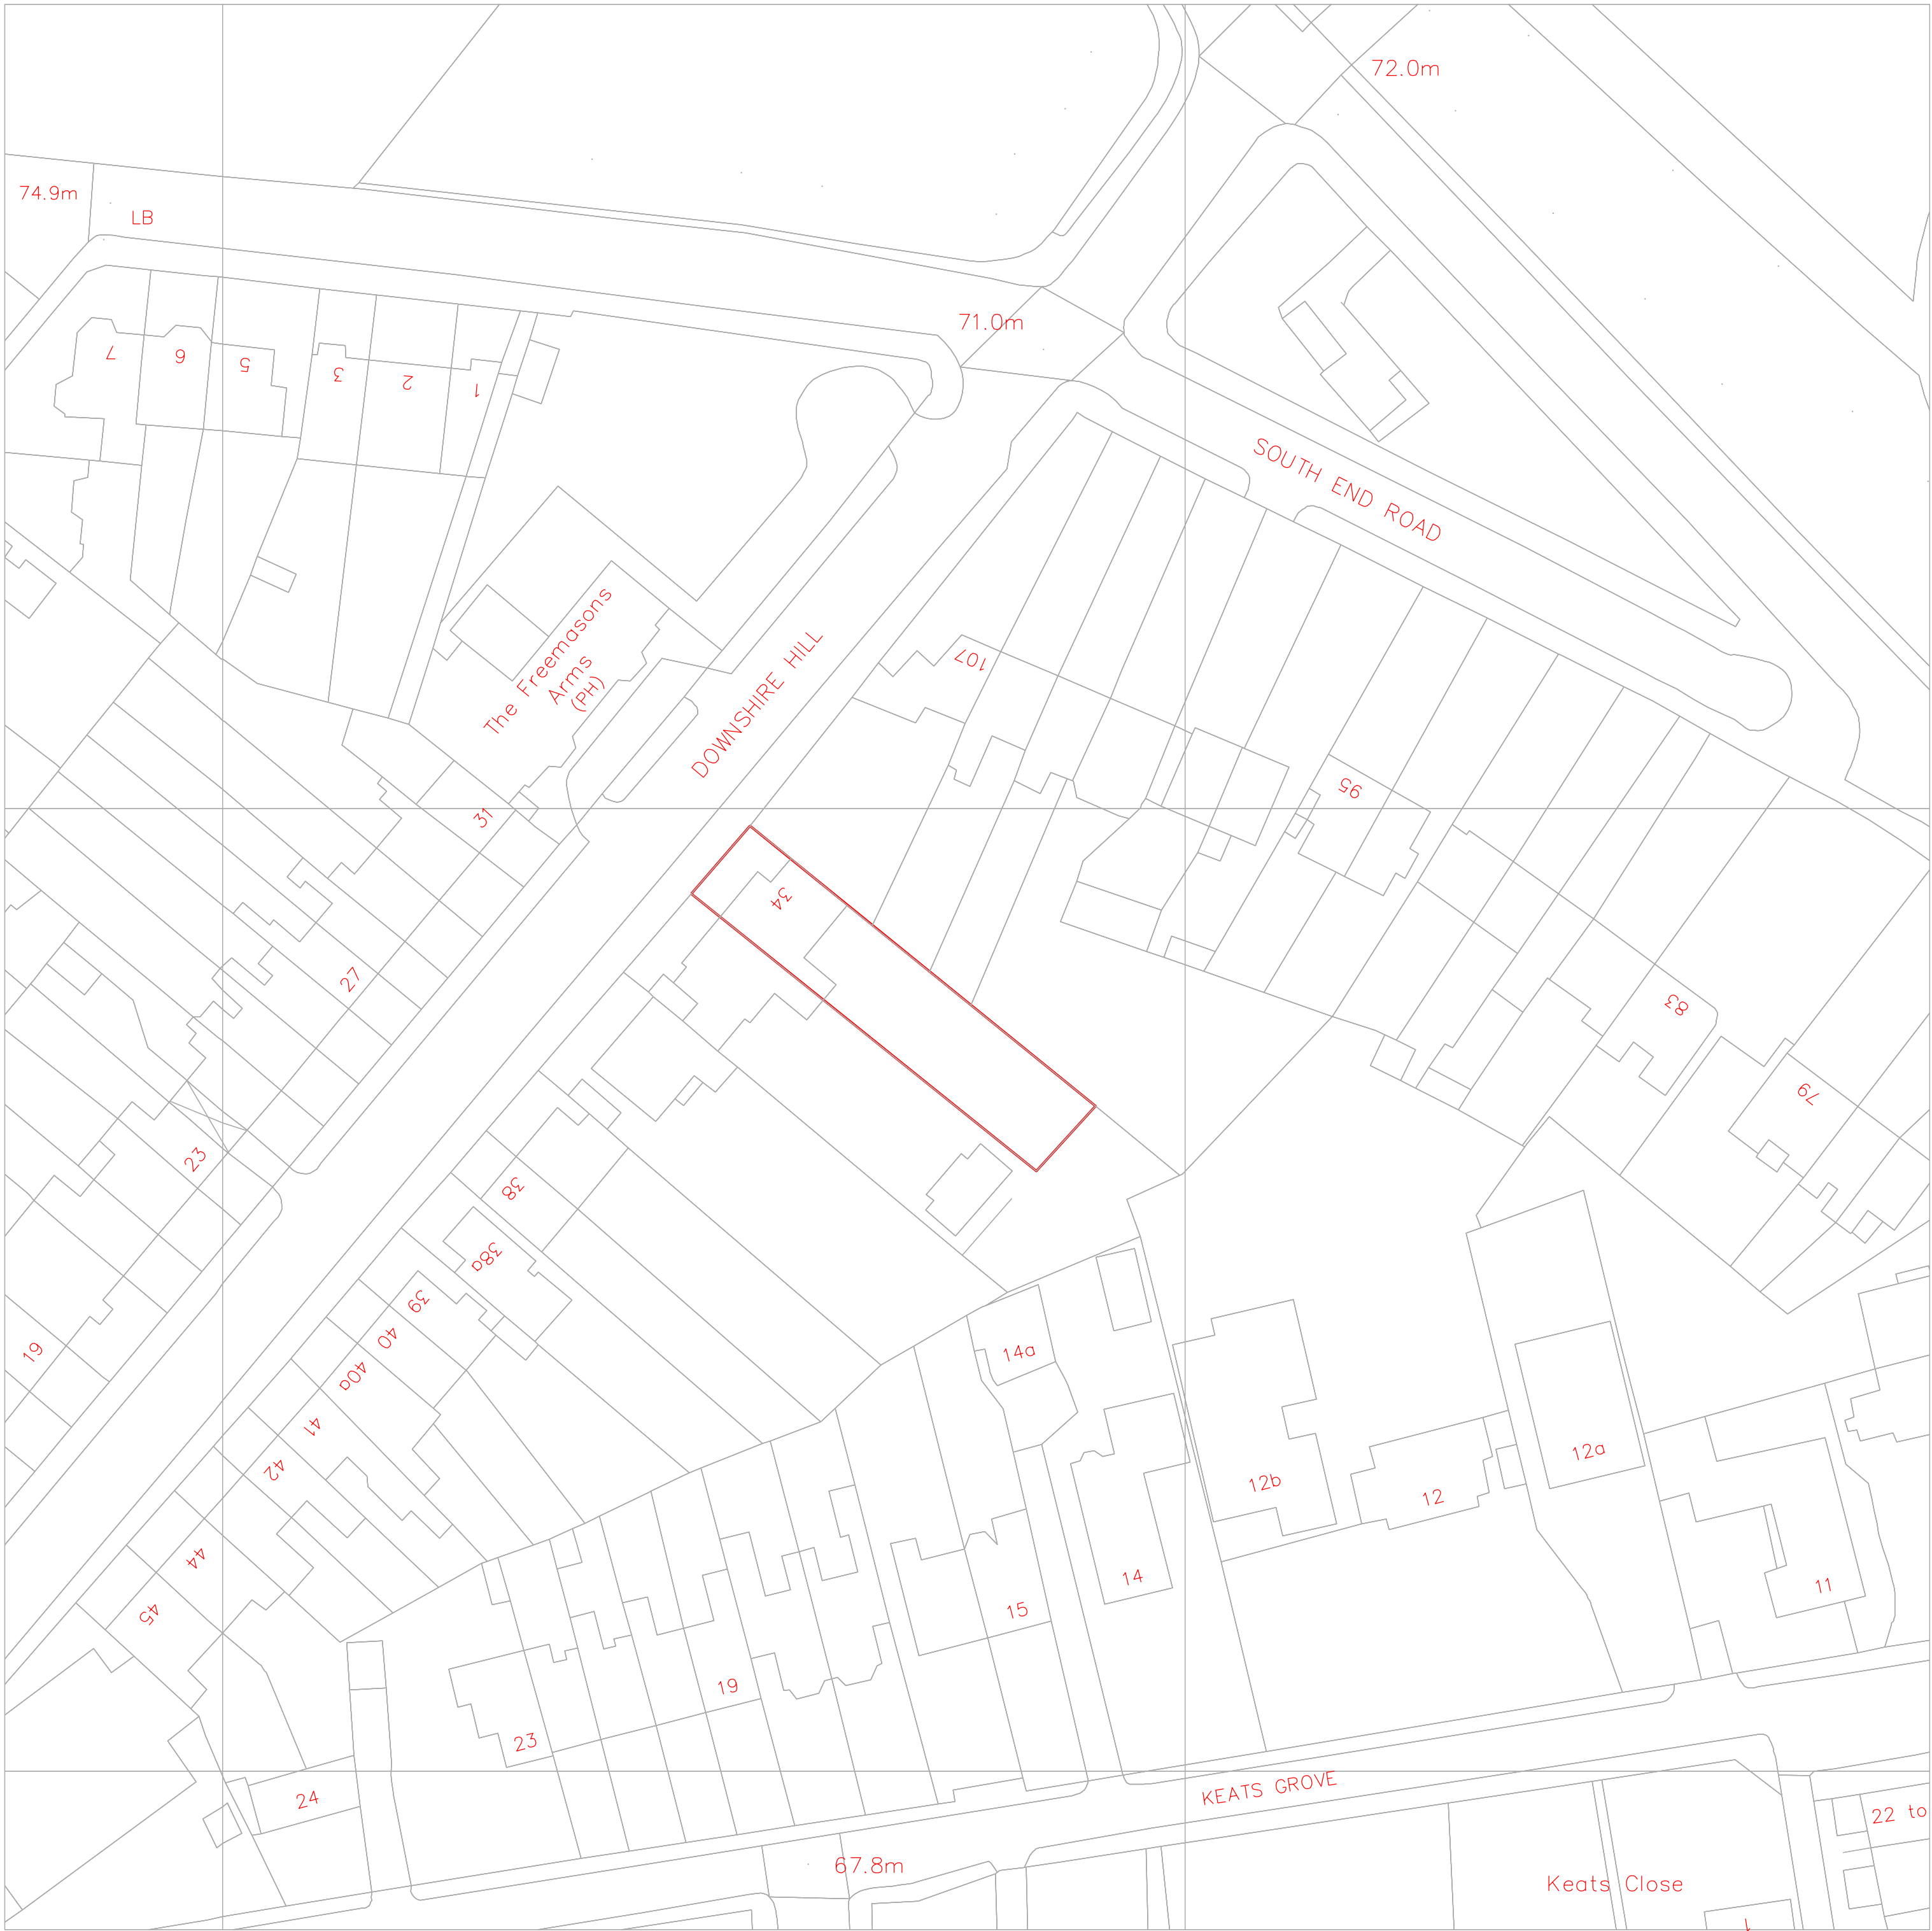 72.0m
74.9m
LB
71.0m
7
6
5
3
2
1
SOUTH END ROAD
The Freemasons
Arms
(PH)
DOWNSHIRE HILL
107
95
31
34
27
83
79
23
38
38a
39
40
40a
41
42
44
45
19
14a
12b
12
12a
11
14
15
19
23
24
KEATS GROVE
67.8m
22 to
Keats Close
1